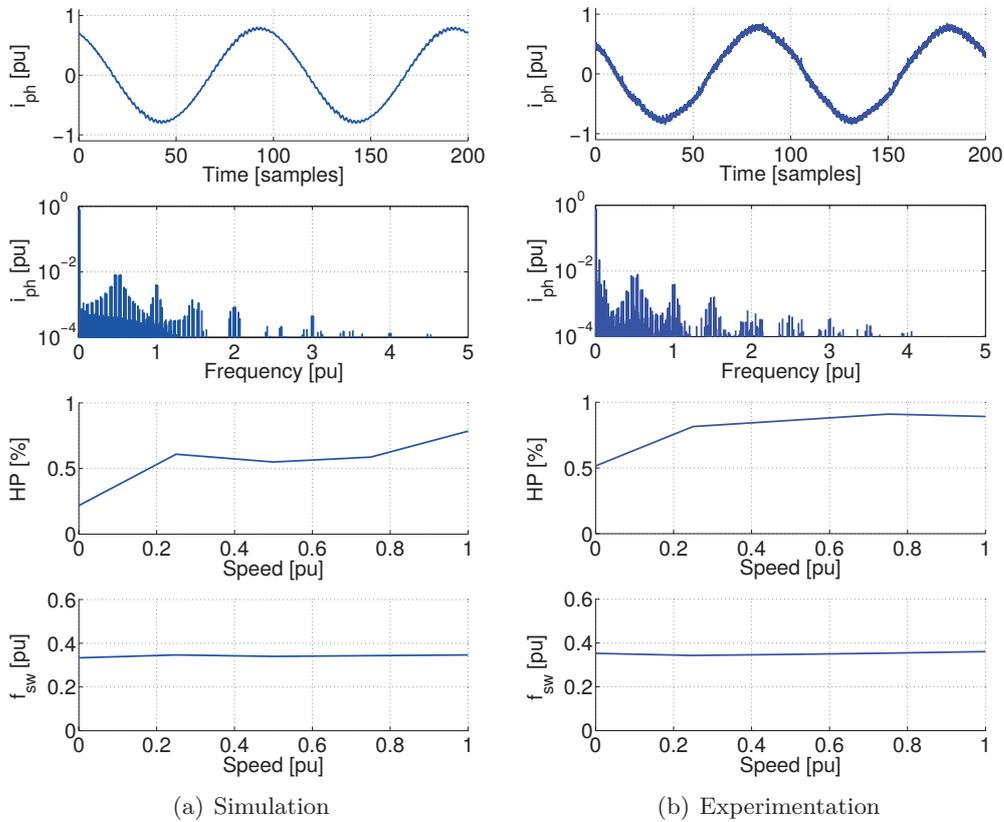 1
0
−1
i_ph [pu]
0 50 100 150 200
Time [samples]
10^0
10^−2
10^−4
i_ph [pu]
0 1 2 3 4 5
Frequency [pu]
1
0.5
0
HP [%]
0 0.2 0.4 0.6 0.8 1
Speed [pu]
0.6
0.4
0.2
0
f_sw [pu]
0 0.2 0.4 0.6 0.8 1
Speed [pu]
(a) Simulation
1
0
−1
i_ph [pu]
0 50 100 150 200
Time [samples]
10^0
10^−2
10^−4
i_ph [pu]
0 1 2 3 4 5
Frequency [pu]
1
0.5
0
HP [%]
0 0.2 0.4 0.6 0.8 1
Speed [pu]
0.6
0.4
0.2
0
f_sw [pu]
0 0.2 0.4 0.6 0.8 1
Speed [pu]
(b) Experimentation